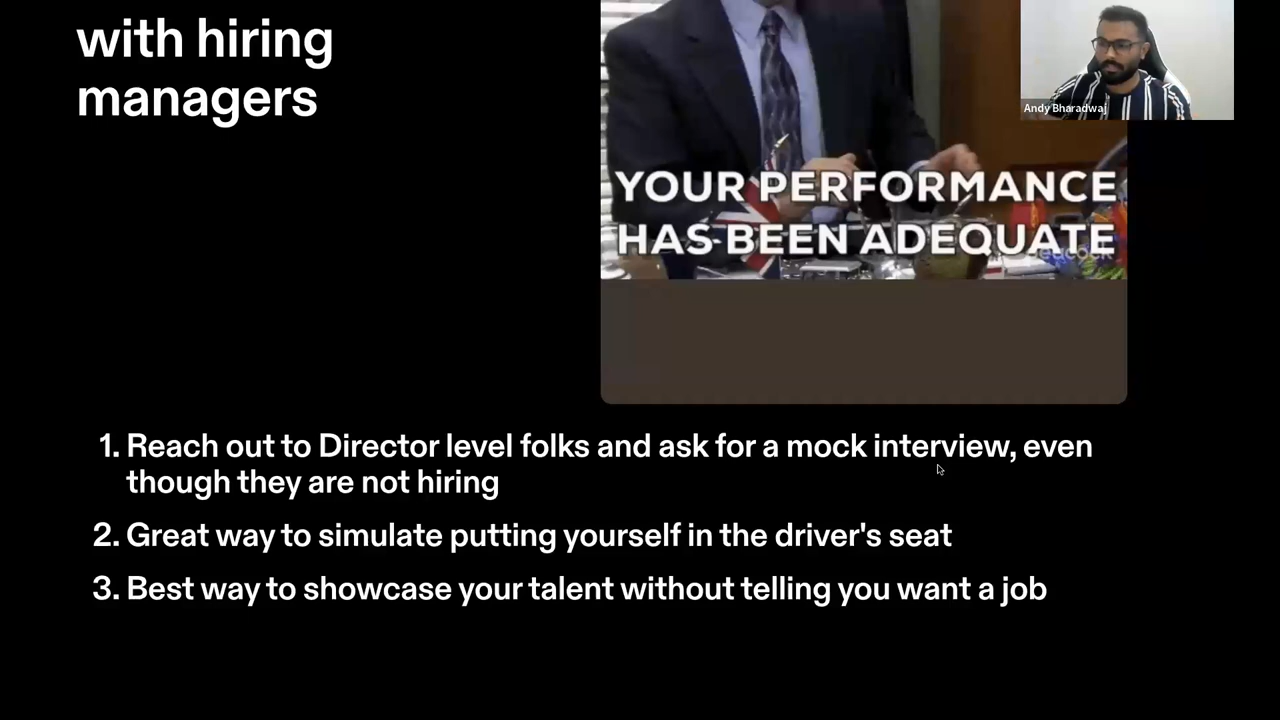 with hiring
managers
Andy Bharadwaj
YOUR PERFORMANCE
HAS BEEN ADEQUATE
peacock
1. Reach out to Director level folks and ask for a mock interview, even
though they are not hiring
2. Great way to simulate putting yourself in the driver's seat
3. Best way to showcase your talent without telling you want a job